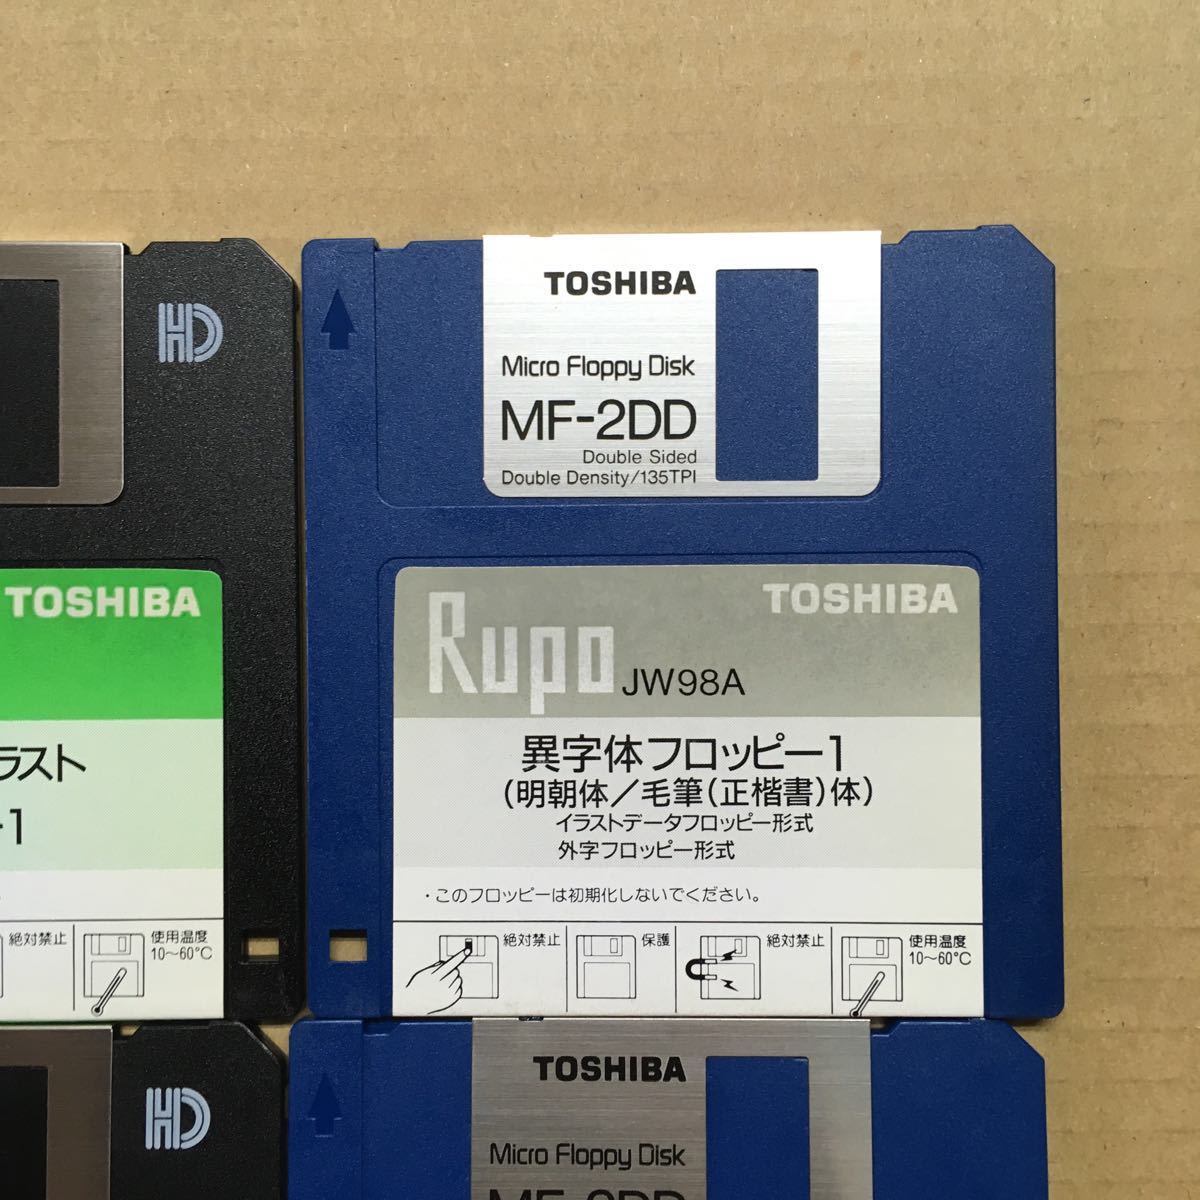 HD
TOSHIBA
ラスト
1
絶対禁止
使用温度
10〜60℃
HD
TOSHIBA
Micro Floppy Disk
MF-2DD
Double Sided
Double Density/135TPI
Rupo JW98A
TOSHIBA
異字体フロッピー1
(明朝体/毛筆(正楷書)体)
イラストデータフロッピー形式
外字フロッピー形式
・このフロッピーは初期化しないでください。
絶対禁止
保護
絶対禁止
使用温度
10〜60℃
TOSHIBA
Micro Floppy Disk
MF-2DD